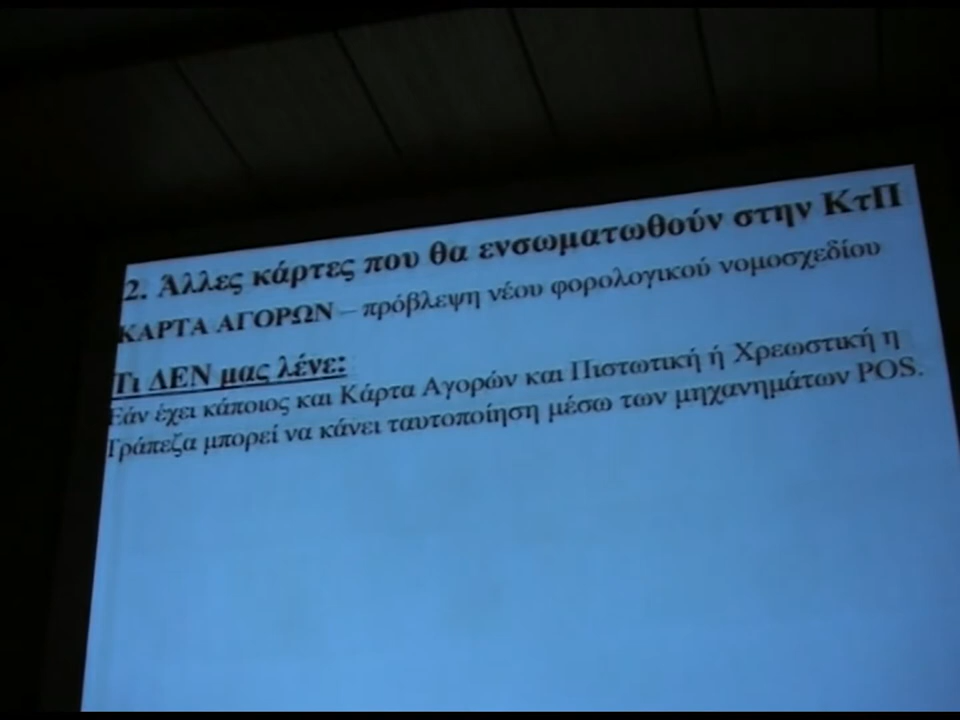 2. Άλλες κάρτες που θα ενσωματωθούν στην ΚτΠ
ΚΑΡΤΑ ΑΓΟΡΩΝ – πρόβλεψη νέου φορολογικού νομοσχεδίου
Τι ΔΕΝ μας λένε:
Εάν έχει κάποιος και Κάρτα Αγορών και Πιστωτική ή Χρεωστική η
Τράπεζα μπορεί να κάνει ταυτοποίηση μέσω των μηχανημάτων POS.